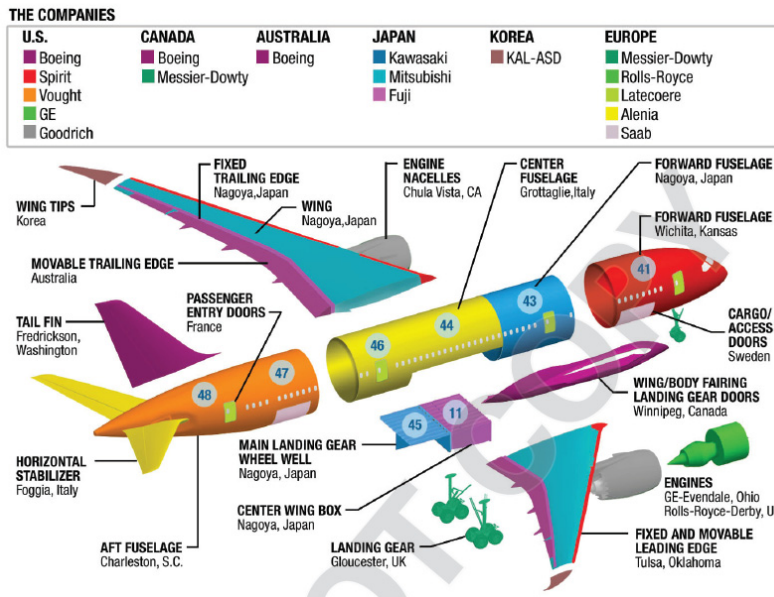 THE COMPANIES
U.S.
Boeing
Spirit
Vought
GE
Goodrich
CANADA
Boeing
Messier-Dowty
AUSTRALIA
Boeing
JAPAN
Kawasaki
Mitsubishi
Fuji
KOREA
KAL-ASD
EUROPE
Messier-Dowty
Rolls-Royce
Latecoere
Alenia
Saab
WING TIPS
Korea
FIXED
TRAILING EDGE
Nagoya,Japan
WING
Nagoya,Japan
ENGINE
NACELLES
Chula Vista, CA
CENTER
FUSELAGE
Grottaglie,Italy
FORWARD FUSELAGE
Nagoya, Japan
FORWARD FUSELAGE
Wichita, Kansas
MOVABLE TRAILING EDGE
Australia
PASSENGER
ENTRY DOORS
France
TAIL FIN
Fredrickson,
Washington
41
43
44
46
47
48
CARGO/
ACCESS
DOORS
Sweden
WING/BODY FAIRING
LANDING GEAR DOORS
Winnipeg, Canada
45
11
MAIN LANDING GEAR
WHEEL WELL
Nagoya, Japan
HORIZONTAL
STABILIZER
Foggia, Italy
CENTER WING BOX
Nagoya, Japan
AFT FUSELAGE
Charleston, S.C.
LANDING GEAR
Gloucester, UK
ENGINES
GE-Evendale, Ohio
Rolls-Royce-Derby, U
FIXED AND MOVABLE
LEADING EDGE
Tulsa, Oklahoma
OT COPY